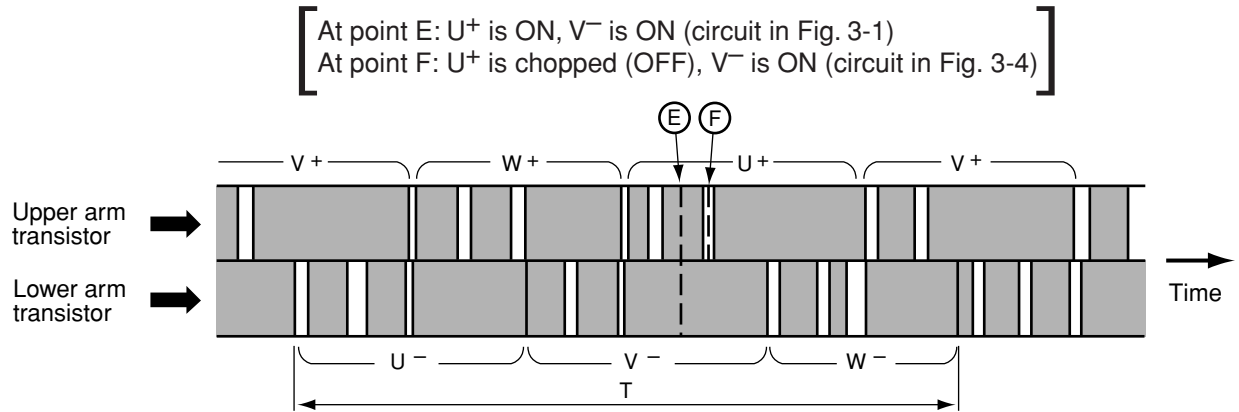 At point E: U+ is ON, V− is ON (circuit in Fig. 3-1)
At point F: U+ is chopped (OFF), V− is ON (circuit in Fig. 3-4)
E F
V + W + U + V +
Upper arm
transistor
Lower arm
transistor
Time
U − V − W −
T